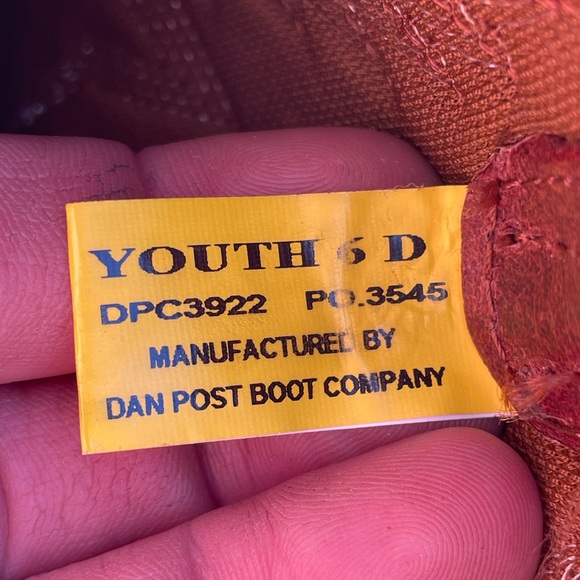 YOUTH 6 D
DPC3922 PO.3545
MANUFACTURED BY
DAN POST BOOT COMPANY